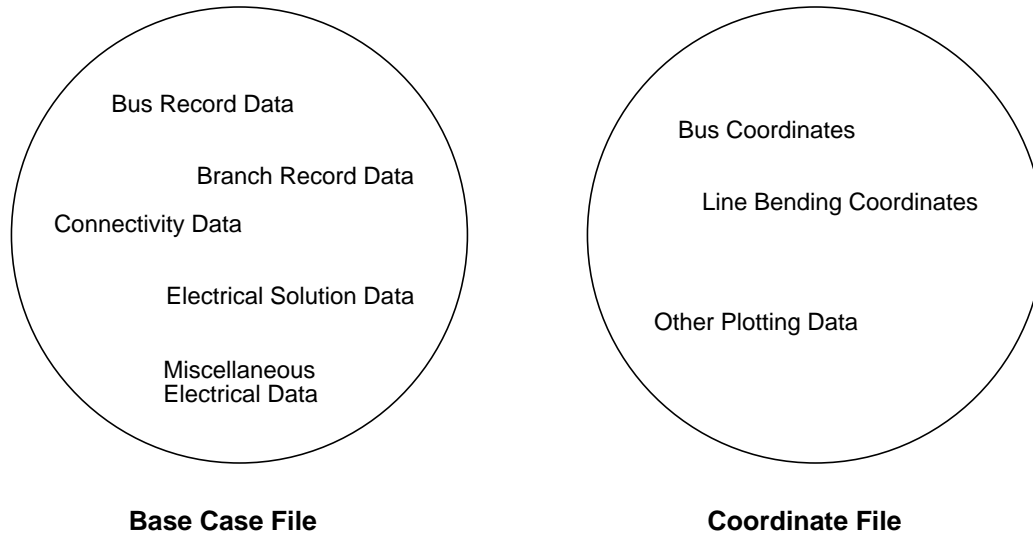 Bus Record Data
Branch Record Data
Connectivity Data
Electrical Solution Data
Miscellaneous
Electrical Data
Base Case File
Bus Coordinates
Line Bending Coordinates
Other Plotting Data
Coordinate File